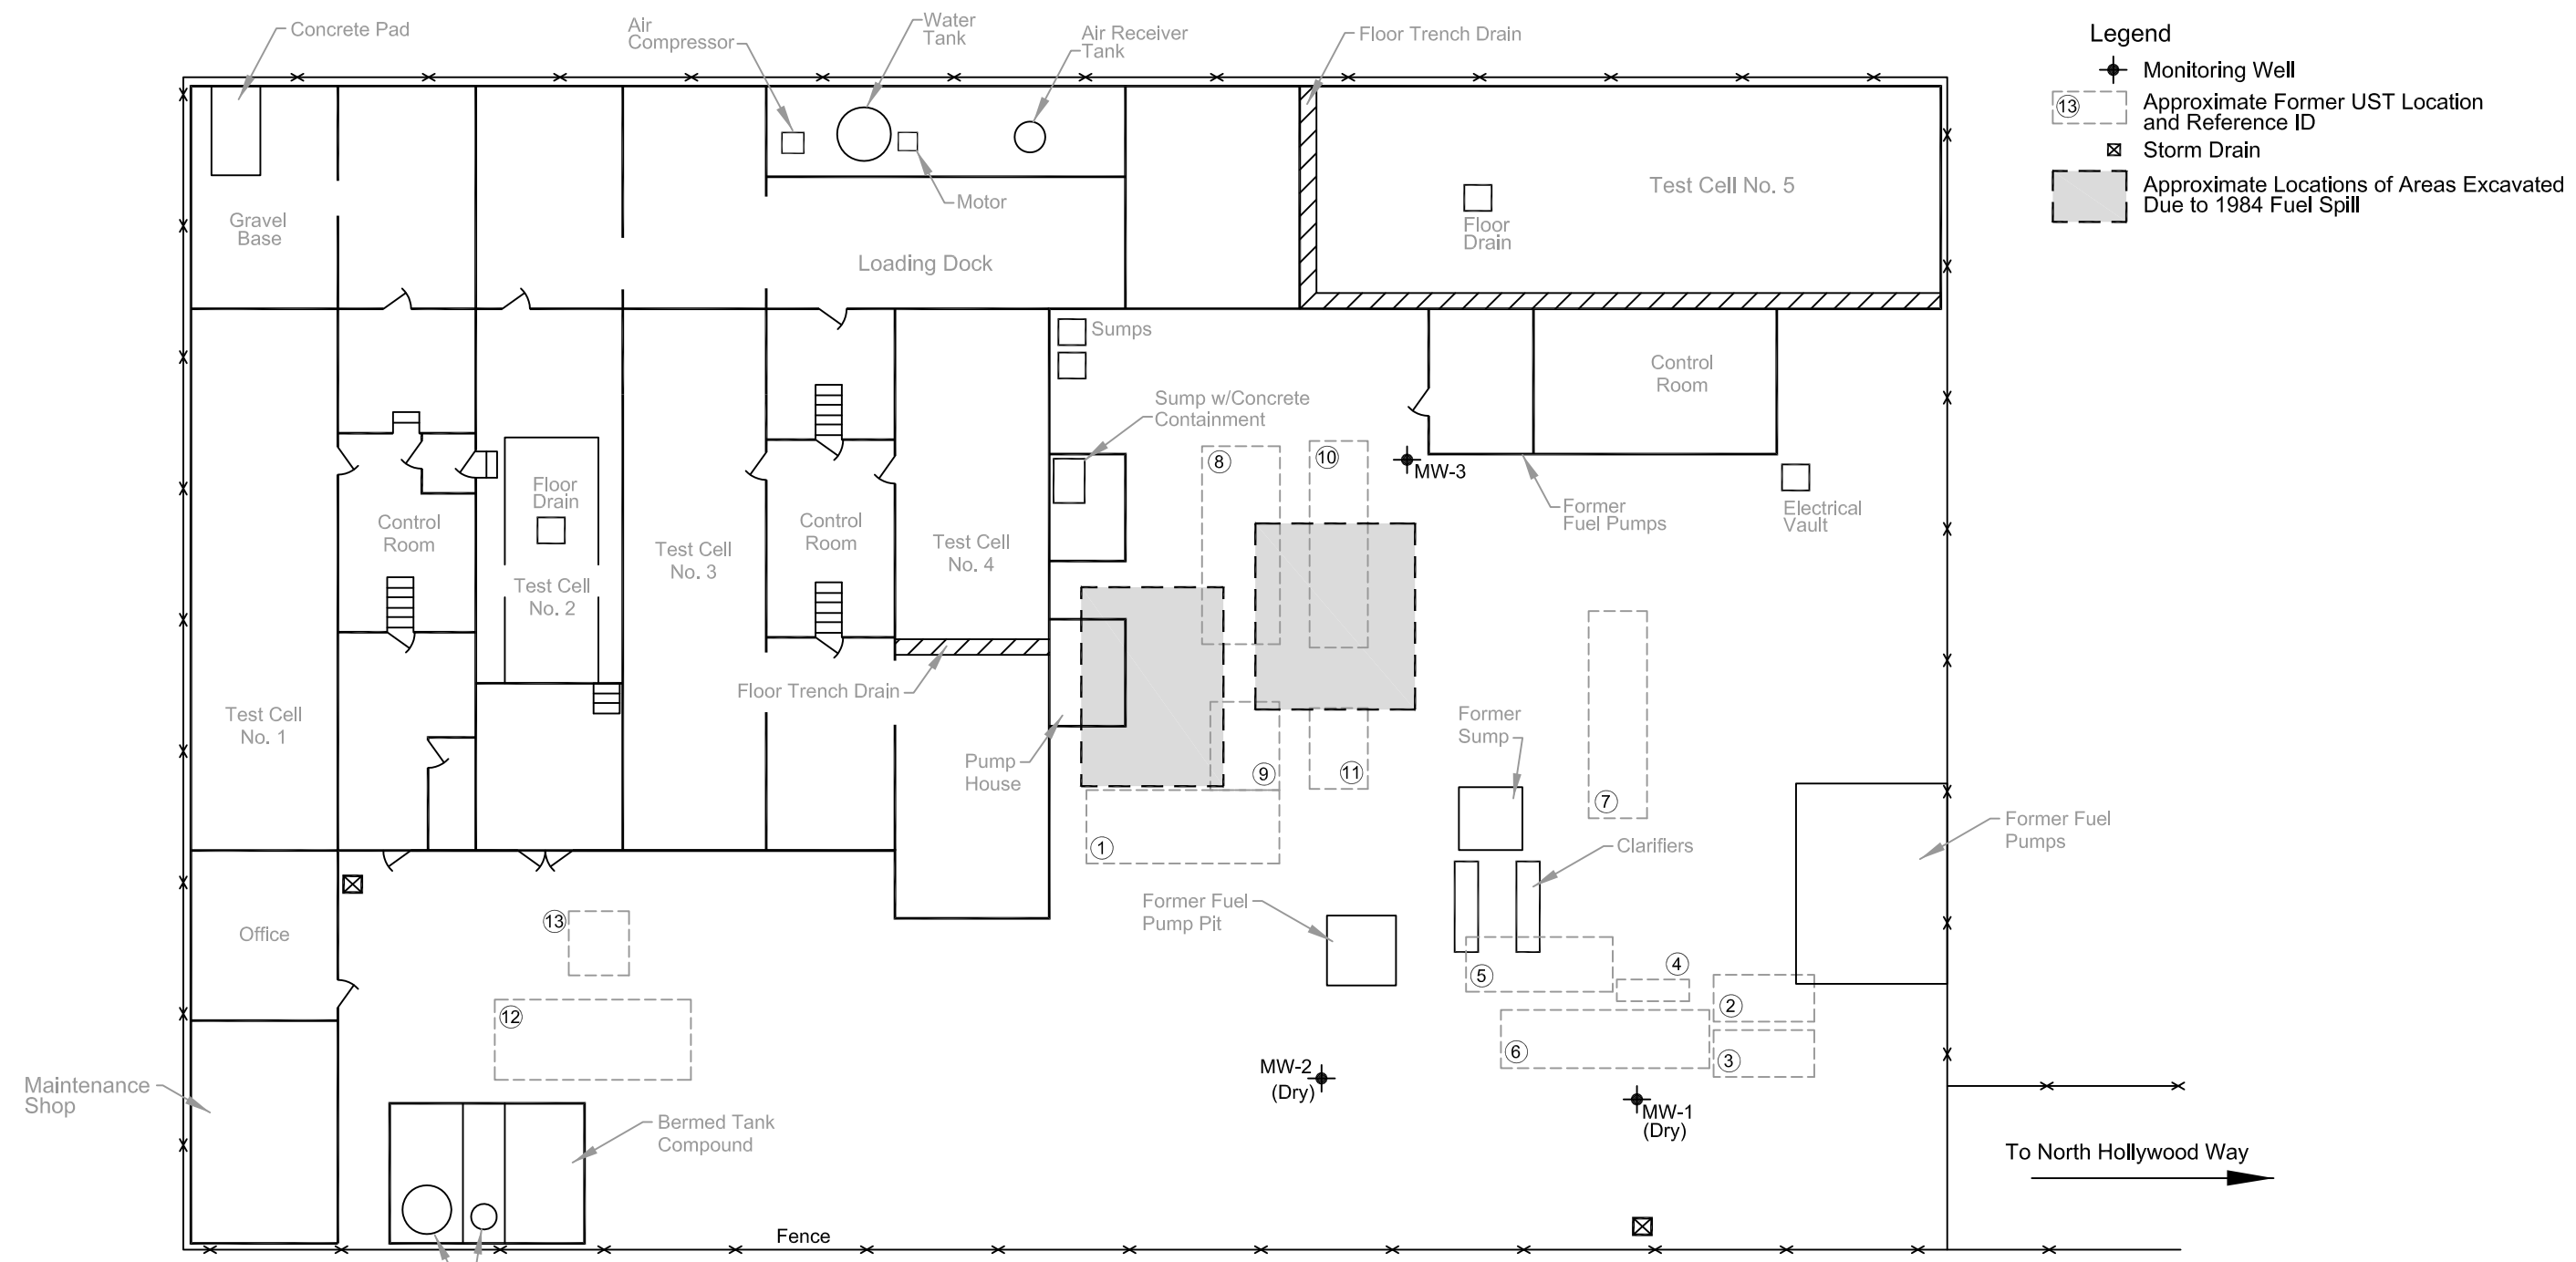 Concrete Pad
Air
Compressor
Water
Tank
Air Receiver
Tank
Floor Trench Drain
Legend
Monitoring Well
13
Approximate Former UST Location
and Reference ID
Storm Drain
Approximate Locations of Areas Excavated
Due to 1984 Fuel Spill
Gravel
Base
Motor
Loading Dock
Test Cell No. 5
Floor
Drain
Sumps
Control
Room
Sump w/Concrete
Containment
8
10
MW-3
Former
Fuel Pumps
Electrical
Vault
Floor
Drain
Control
Room
Test Cell
No. 2
Test Cell
No. 3
Control
Room
Test Cell
No. 4
Floor Trench Drain
Test Cell
No. 1
Pump
House
9
11
Former
Sump
7
1
Clarifiers
Former Fuel
Pumps
Office
13
12
Former Fuel
Pump Pit
5
4
2
6
3
MW-2
(Dry)
MW-1
(Dry)
Maintenance
Shop
Bermed Tank
Compound
To North Hollywood Way
Fence